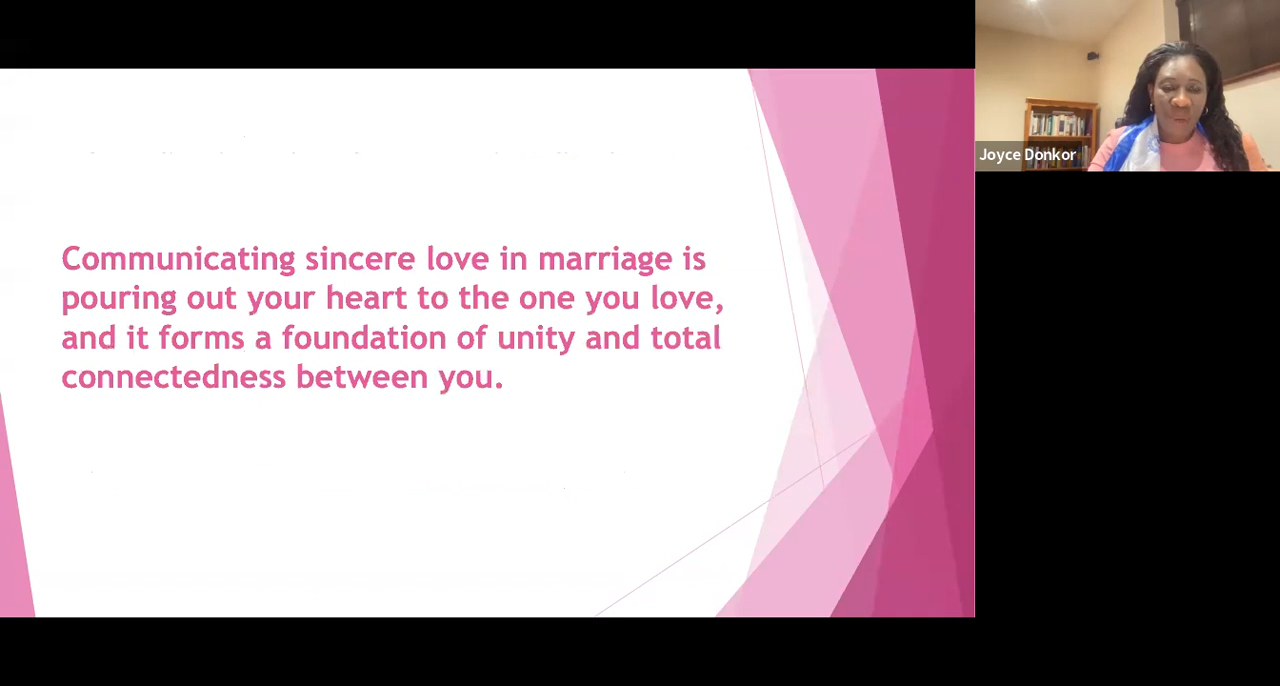 Communicating sincere love in marriage is
pouring out your heart to the one you love,
and it forms a foundation of unity and total
connectedness between you.
Joyce Donkor